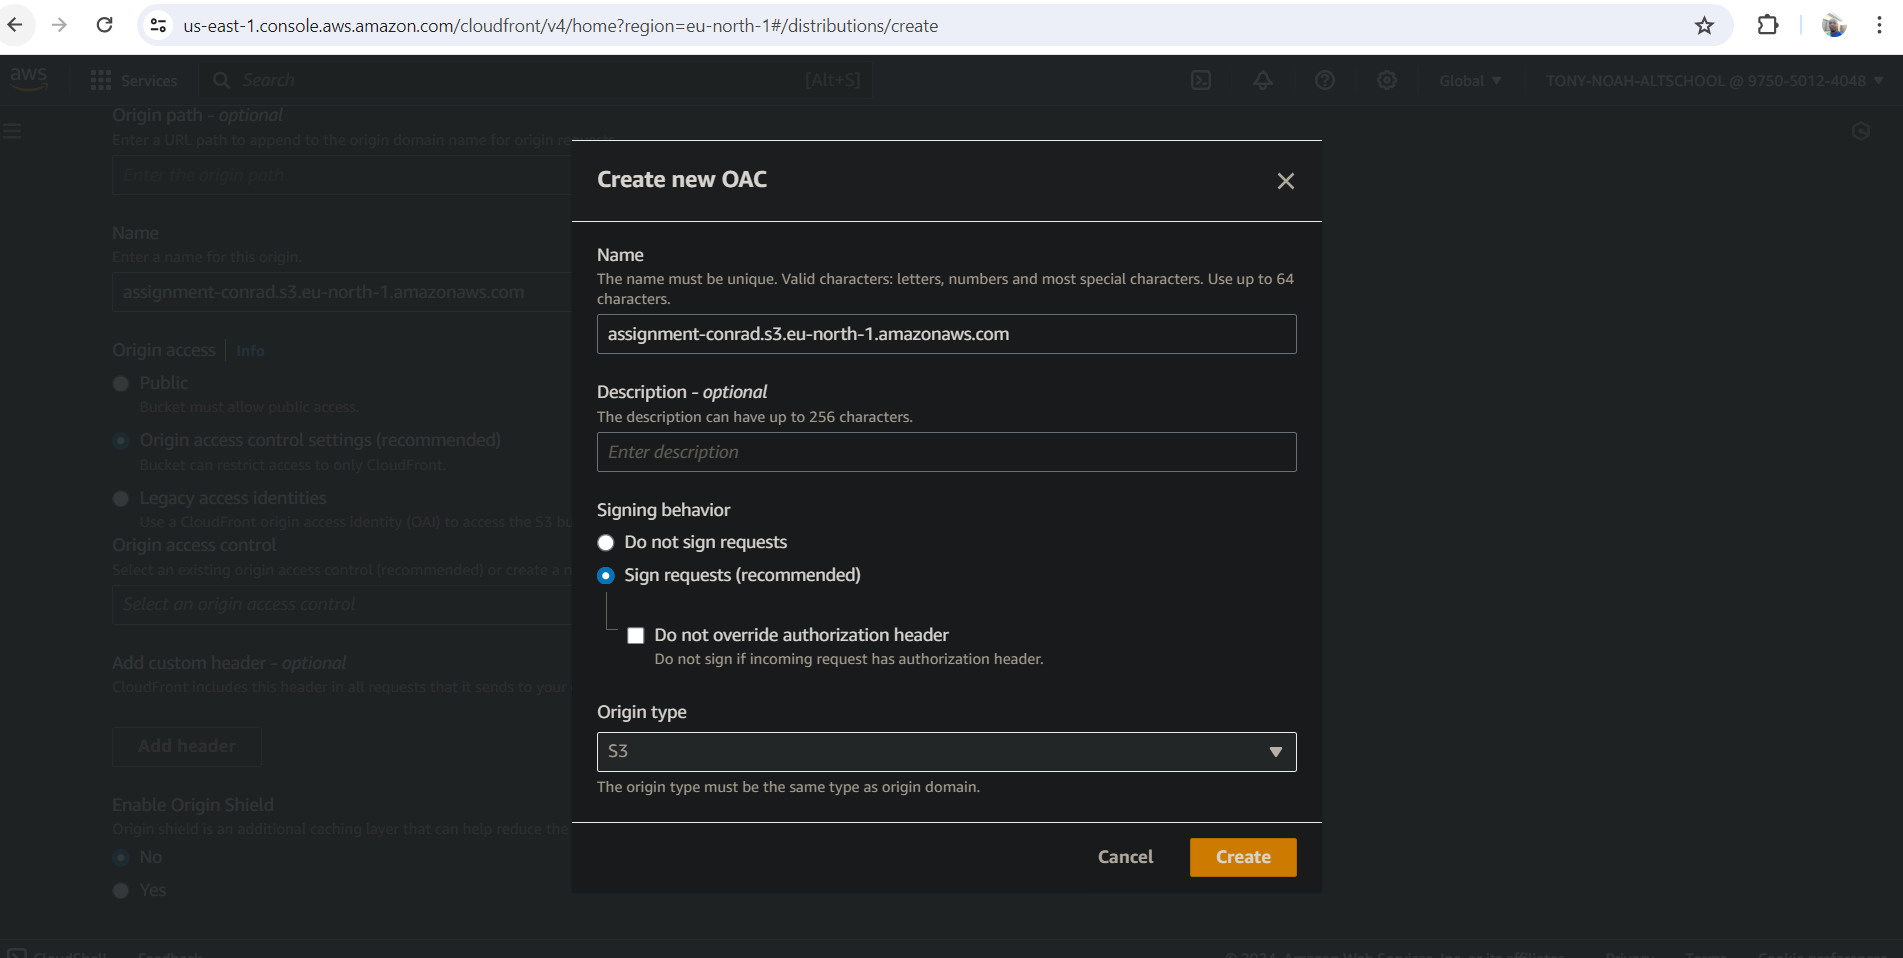 us-east-1.console.aws.amazon.com/cloudfront/v4/home?region=eu-north-1#/distributions/create
aws
Services
Search
[Alt+S]
Global
TONY-NOAH-ALTSCHOOL @ 9750-5012-4048
Origin path - optional
Enter a URL path to append to the origin domain name for origin requests.
Enter the origin path
Name
Enter a name for this origin.
assignment-conrad.s3.eu-north-1.amazonaws.com
Origin access
Info
Public
Bucket must allow public access.
Origin access control settings (recommended)
Bucket can restrict access to only CloudFront.
Legacy access identities
Use a CloudFront origin access identity (OAI) to access the S3
Origin access control
Select an existing origin access control (recommended) or create a
Select an origin access control
Add custom header - optional
CloudFront includes this header in all requests that it sends to your
Add header
Enable Origin Shield
Origin shield is an additional caching layer that can help reduce the
No
Yes
Create new OAC
Name
The name must be unique. Valid characters: letters, numbers and most special characters. Use up to 64
characters.
assignment-conrad.s3.eu-north-1.amazonaws.com
Description - optional
The description can have up to 256 characters.
Enter description
Signing behavior
Do not sign requests
Sign requests (recommended)
Do not override authorization header
Do not sign if incoming request has authorization header.
Origin type
S3
The origin type must be the same type as origin domain.
Cancel
Create
CloudShell
Feedback